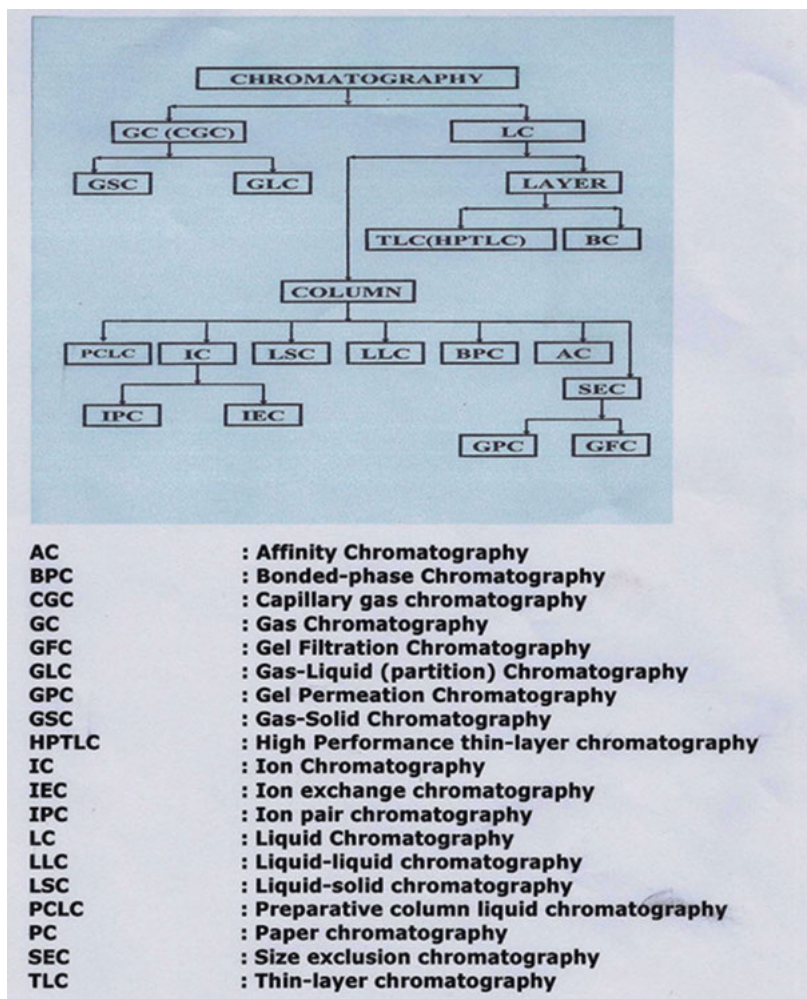 CHROMATOGRAPHY
GC (CGC) LC
GSC GLC LAYER
TLC(HPTLC) BC
COLUMN
PCLC IC LSC LLC BPC AC
SEC
IPC IEC
GPC GFC
AC : Affinity Chromatography
BPC : Bonded-phase Chromatography
CGC : Capillary gas chromatography
GC : Gas Chromatography
GFC : Gel Filtration Chromatography
GLC : Gas-Liquid (partition) Chromatography
GPC : Gel Permeation Chromatography
GSC : Gas-Solid Chromatography
HPTLC : High Performance thin-layer chromatography
IC : Ion Chromatography
IEC : Ion exchange chromatography
IPC : Ion pair chromatography
LC : Liquid Chromatography
LLC : Liquid-liquid chromatography
LSC : Liquid-solid chromatography
PCLC : Preparative column liquid chromatography
PC : Paper chromatography
SEC : Size exclusion chromatography
TLC : Thin-layer chromatography